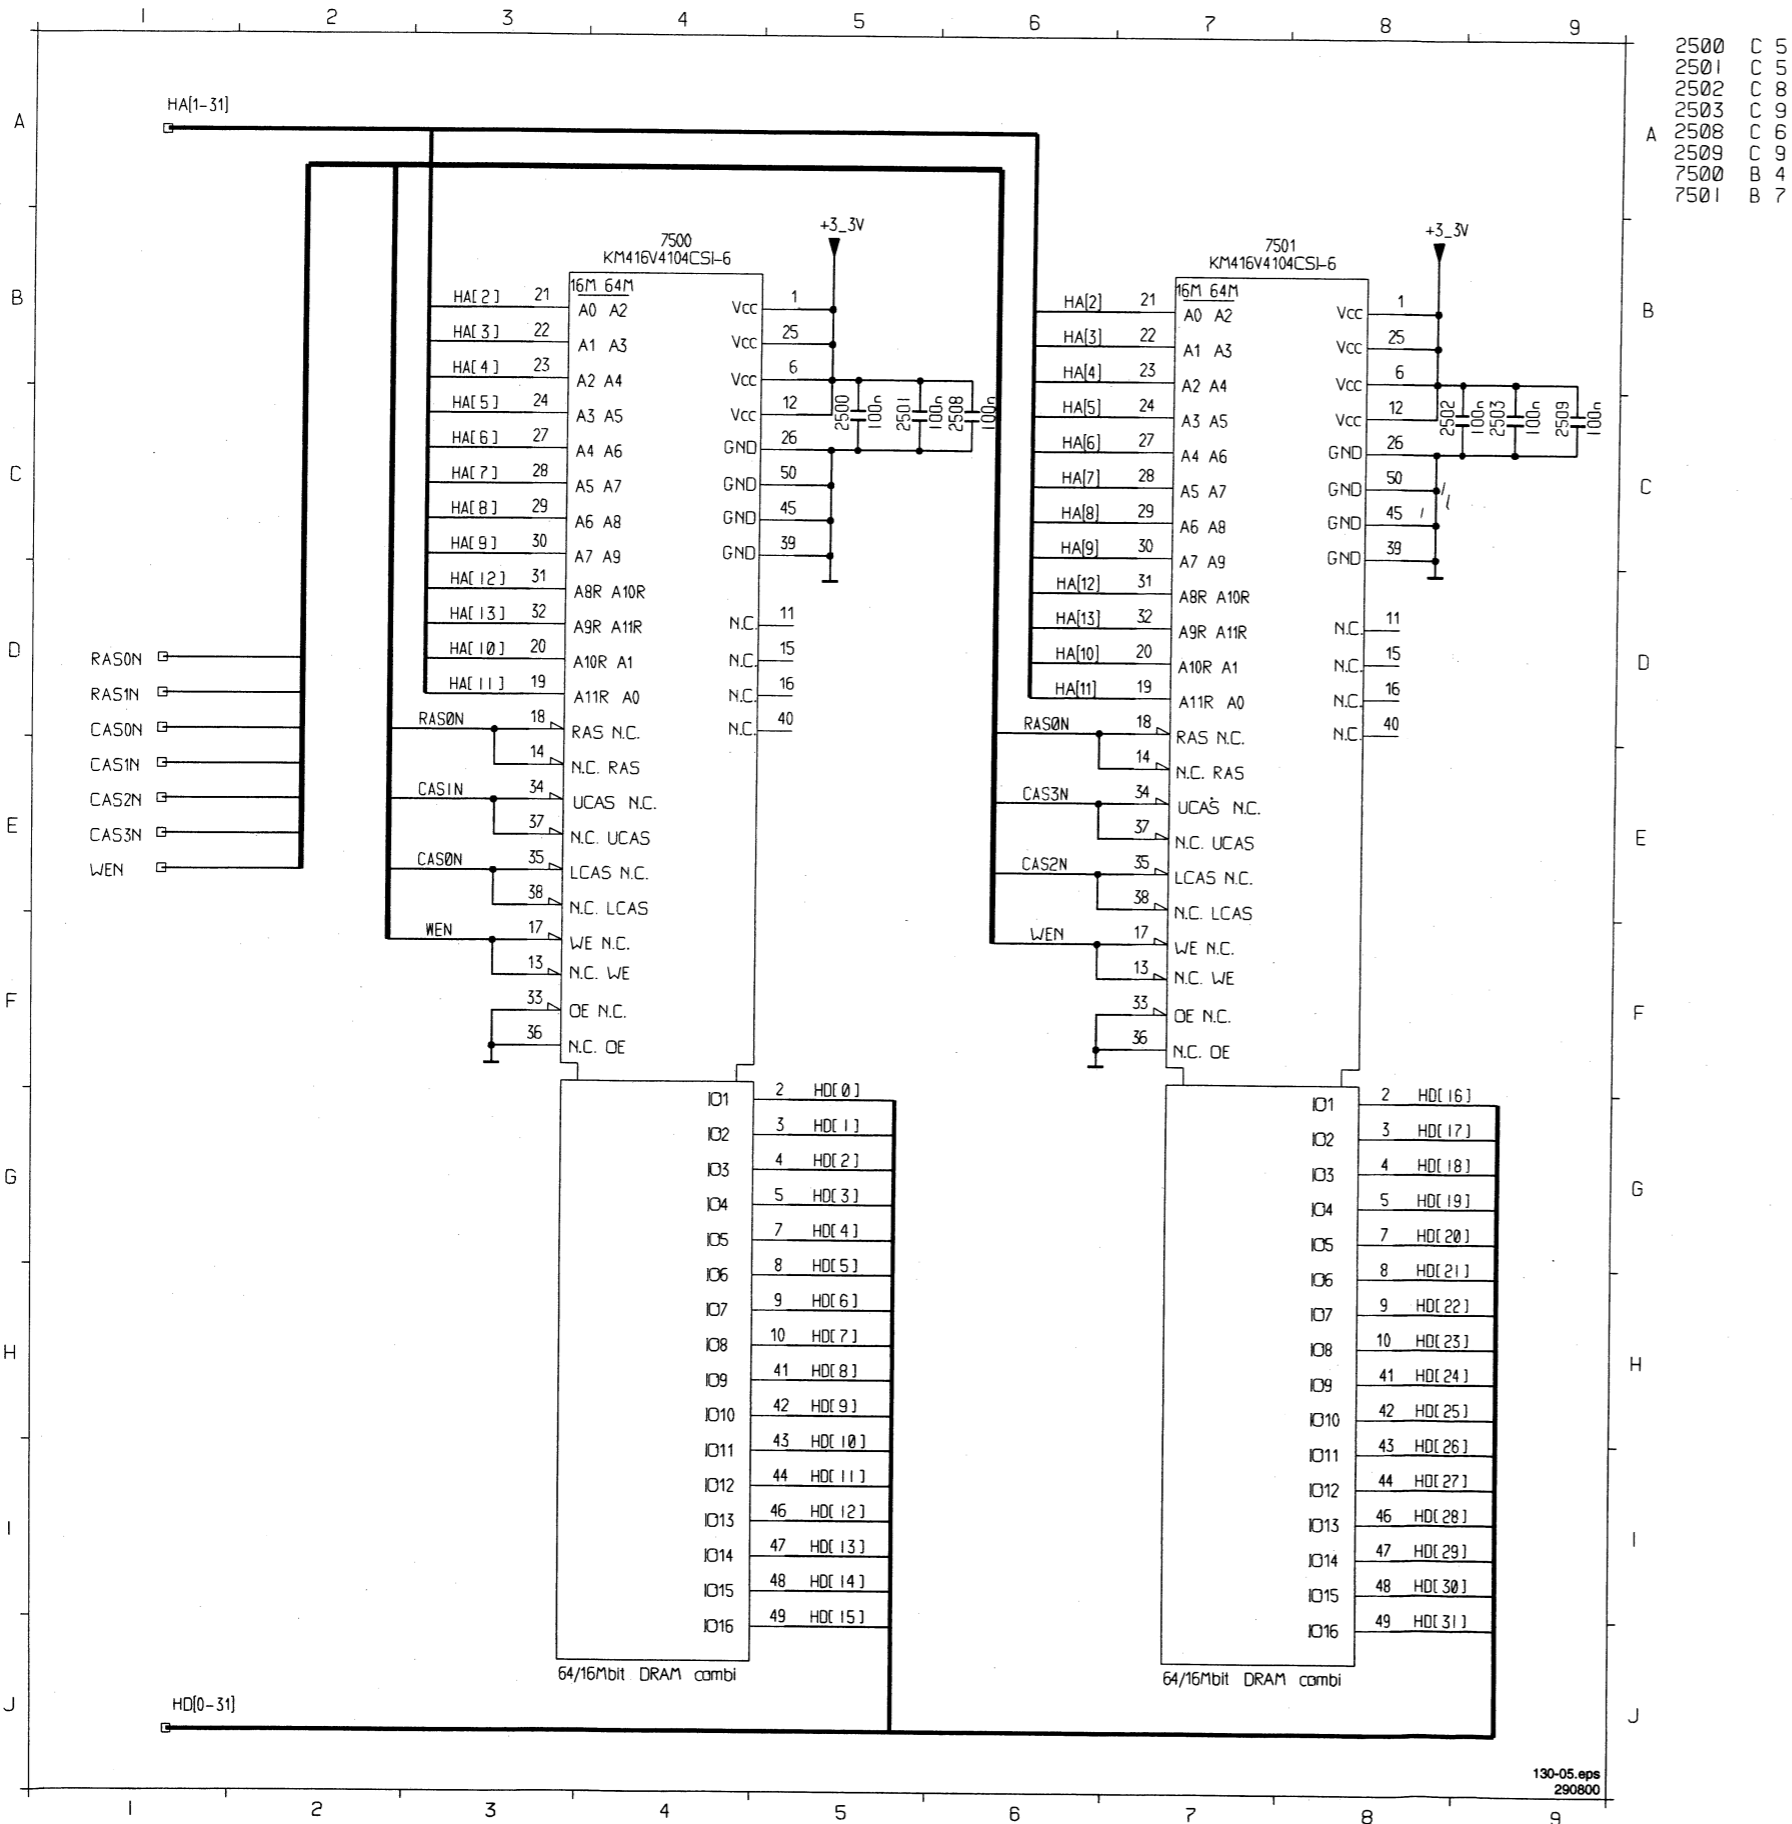 1 2 3 4 5 6 7 8 9
2500 C 5
2501 C 5
2502 C 8
2503 C 9
2508 C 6
2509 C 9
7500 B 4
7501 B 7
A
HA[1-31]
A
+3_3V
7500
KM416V4104CSI-6
+3_3V
7501
KM416V4104CSI-6
16M 64M
16M 64M
B
B
HA[2] 21 A0 A2 Vcc 1
HA[3] 22 A1 A3 Vcc 25
HA[4] 23 A2 A4 Vcc 6
HA[5] 24 A3 A5 Vcc 12
HA[6] 27 A4 A6 GND 26
HA[7] 28 A5 A7 GND 50
HA[8] 29 A6 A8 GND 45
HA[9] 30 A7 A9 GND 39
HA[12] 31 A8R A10R
HA[13] 32 A9R A11R N.C. 11
HA[10] 20 A10R A1 N.C. 15
HA[11] 19 A11R A0 N.C. 16
RAS0N 18 RAS N.C. N.C. 40
14 N.C. RAS
CAS1N 34 UCAS N.C.
37 N.C. UCAS
CAS0N 35 LCAS N.C.
38 N.C. LCAS
WEN 17 WE N.C.
13 N.C. WE
33 OE N.C.
36 N.C. OE
2500 100n 2501 100n 2508 100n
HA[2] 21 A0 A2 Vcc 1
HA[3] 22 A1 A3 Vcc 25
HA[4] 23 A2 A4 Vcc 6
HA[5] 24 A3 A5 Vcc 12
HA[6] 27 A4 A6 GND 26
HA[7] 28 A5 A7 GND 50
HA[8] 29 A6 A8 GND 45
HA[9] 30 A7 A9 GND 39
HA[12] 31 A8R A10R
HA[13] 32 A9R A11R N.C. 11
HA[10] 20 A10R A1 N.C. 15
HA[11] 19 A11R A0 N.C. 16
RAS0N 18 RAS N.C. N.C. 40
14 N.C. RAS
CAS3N 34 UCAS N.C.
37 N.C. UCAS
CAS2N 35 LCAS N.C.
38 N.C. LCAS
WEN 17 WE N.C.
13 N.C. WE
33 OE N.C.
36 N.C. OE
2502 100n 2503 100n 2509 100n
C
C
D
D
RAS0N
RAS1N
CAS0N
CAS1N
CAS2N
CAS3N
WEN
E
E
F
F
IO1 2 HD[0]
IO2 3 HD[1]
IO3 4 HD[2]
IO4 5 HD[3]
IO5 7 HD[4]
IO6 8 HD[5]
IO7 9 HD[6]
IO8 10 HD[7]
IO9 41 HD[8]
IO10 42 HD[9]
IO11 43 HD[10]
IO12 44 HD[11]
IO13 46 HD[12]
IO14 47 HD[13]
IO15 48 HD[14]
IO16 49 HD[15]
64/16Mbit DRAM combi
IO1 2 HD[16]
IO2 3 HD[17]
IO3 4 HD[18]
IO4 5 HD[19]
IO5 7 HD[20]
IO6 8 HD[21]
IO7 9 HD[22]
IO8 10 HD[23]
IO9 41 HD[24]
IO10 42 HD[25]
IO11 43 HD[26]
IO12 44 HD[27]
IO13 46 HD[28]
IO14 47 HD[29]
IO15 48 HD[30]
IO16 49 HD[31]
64/16Mbit DRAM combi
G
G
H
H
I
I
J
HD[0-31]
J
130-05.eps
290800
1 2 3 4 5 6 7 8 9